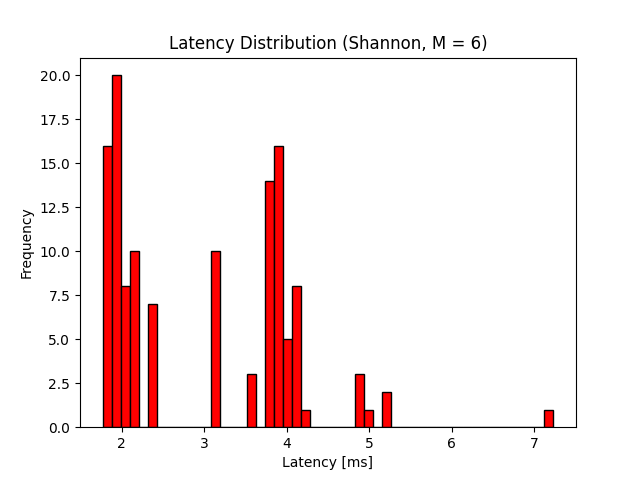 Latency Distribution (Shannon, M = 6)
20.0
17.5
15.0
12.5
10.0
7.5
5.0
2.5
0.0
Frequency
2 3 4 5 6 7
Latency [ms]